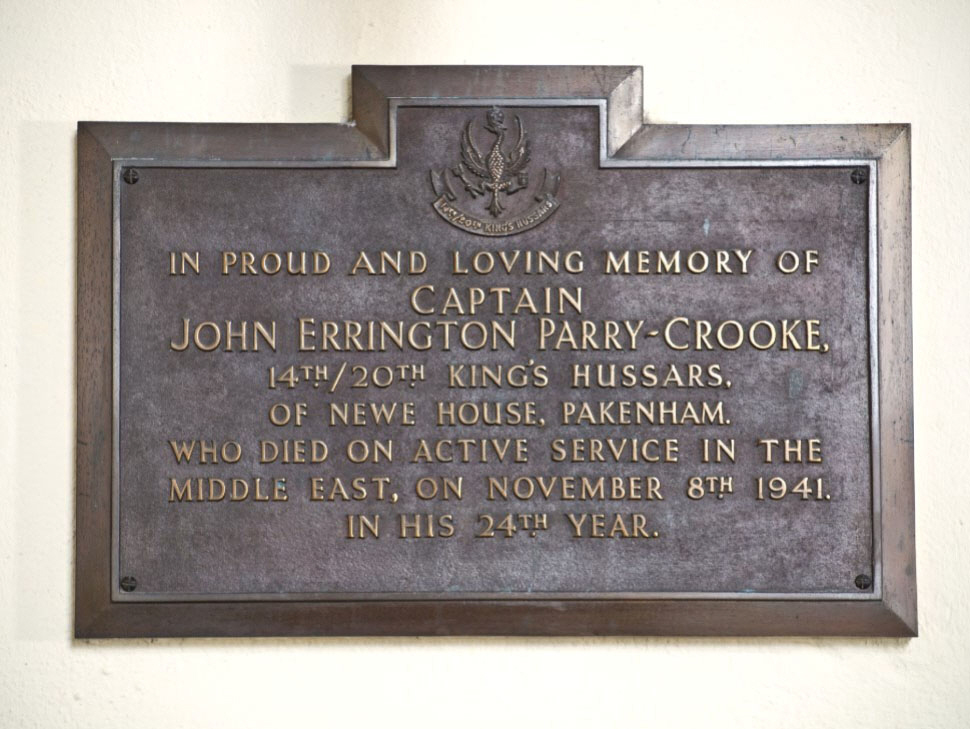 14TH/20TH KING'S HUSSARS
IN PROUD AND LOVING MEMORY OF
CAPTAIN
JOHN ERRINGTON PARRY-CROOKE,
14TH/20TH KING'S HUSSARS,
OF NEWE HOUSE, PAKENHAM.
WHO DIED ON ACTIVE SERVICE IN THE
MIDDLE EAST, ON NOVEMBER 8TH 1941.
IN HIS 24TH YEAR.